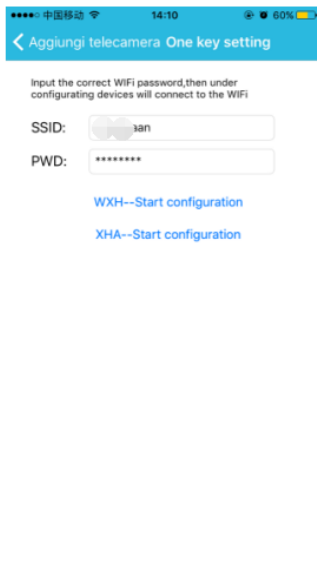 中国移动 14:10 60%
Aggiungi telecamera One key setting
Input the correct WIFi password,then under
configurating devices will connect to the WIFi
SSID: aan
PWD: ********
WXH--Start configuration
XHA--Start configuration